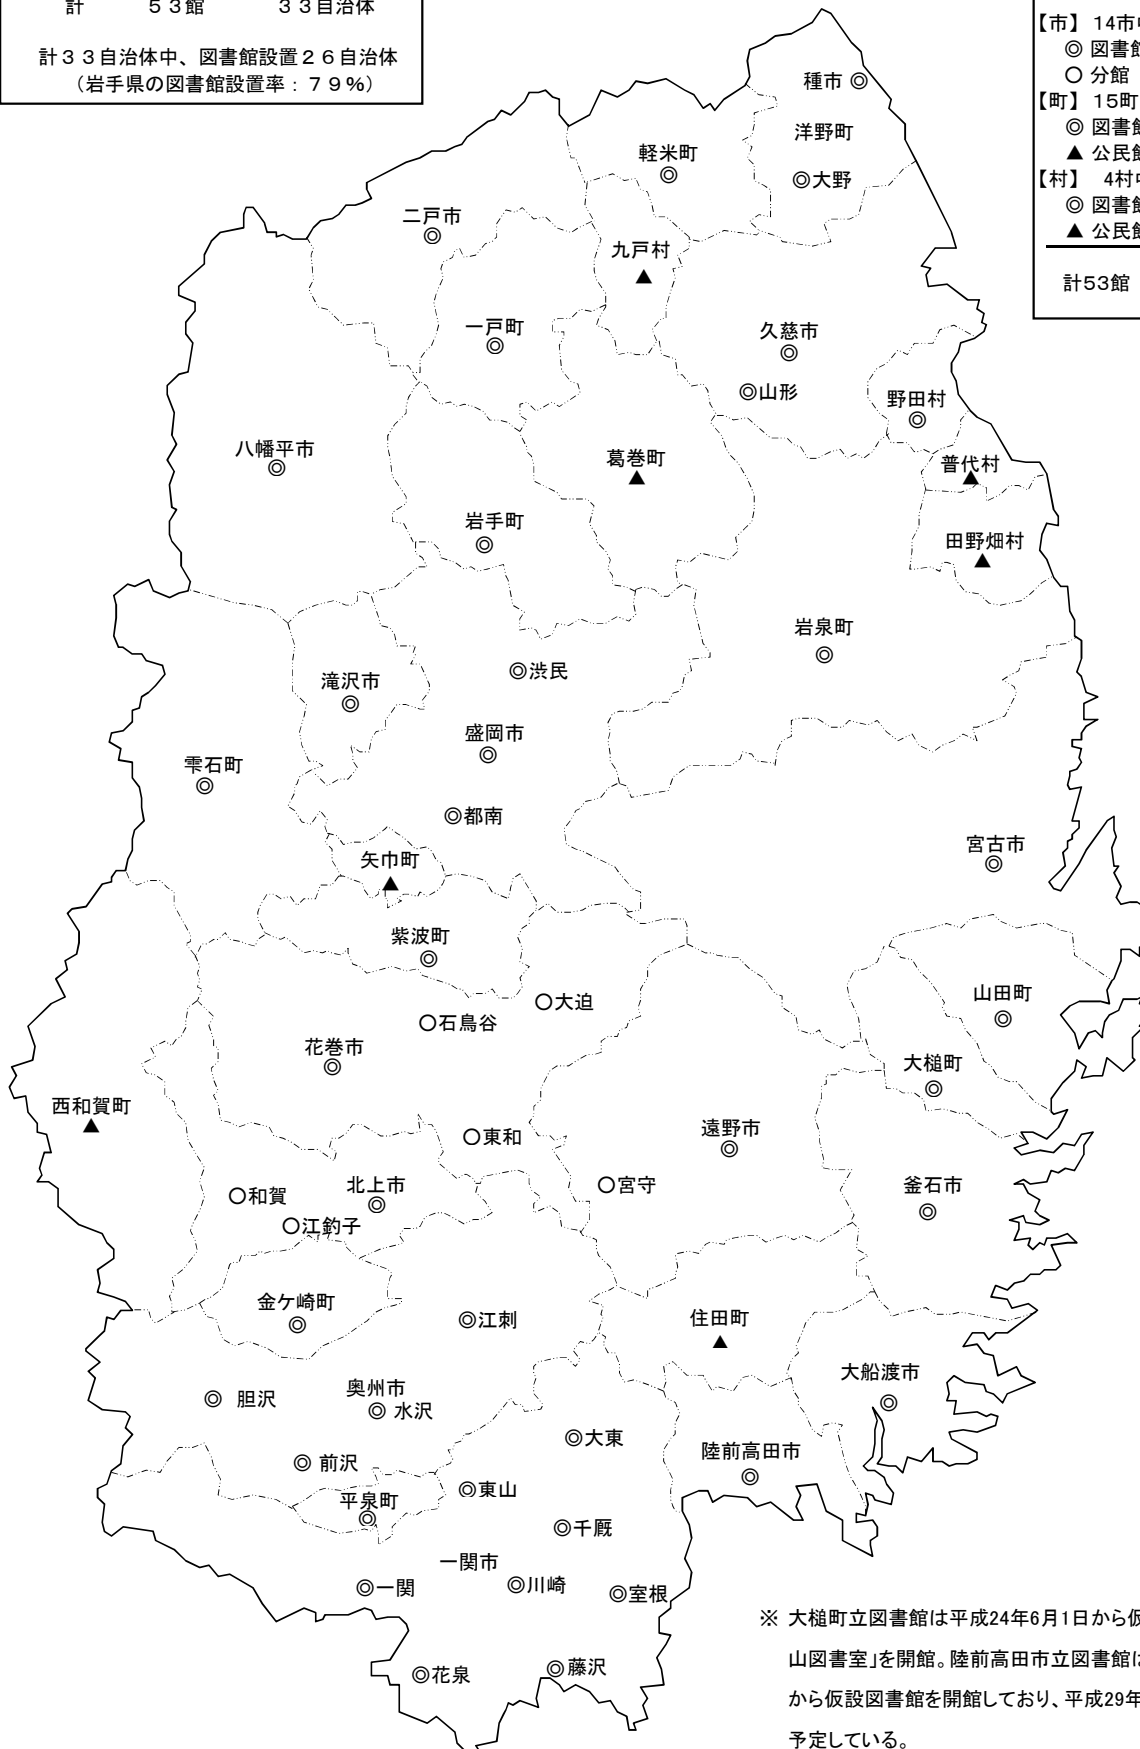 計 ５３館 ３３自治体
計３３自治体中、図書館設置２６自治体
（岩手県の図書館設置率：７９%）
【市】 14市
◎ 図書館
○ 分館
【町】 15町
◎ 図書館
▲ 公民館
【村】 4村
◎ 図書館
▲ 公民館
計53館
種市 ◎
洋野町
◎大野
軽米町
◎
二戸市
◎
九戸村
▲
一戸町
◎
久慈市
◎
◎山形
野田村
◎
八幡平市
◎
葛巻町
▲
普代村
▲
岩手町
◎
田野畑村
▲
岩泉町
◎
◎渋民
滝沢市
◎
盛岡市
◎
雫石町
◎
◎都南
矢巾町
▲
宮古市
◎
紫波町
◎
○大迫
○石鳥谷
山田町
◎
花巻市
◎
大槌町
◎
西和賀町
▲
○東和
遠野市
◎
○宮守
○和賀
北上市
◎
○江釣子
釜石市
◎
金ケ崎町
◎
◎江刺
住田町
▲
大船渡市
◎
◎ 胆沢
奥州市
◎ 水沢
◎大東
陸前高田市
◎
◎ 前沢
◎東山
平泉町
◎
◎千厩
一関市
◎一関
◎川崎
◎室根
◎花泉
◎藤沢
※ 大槌町立図書館は平成24年6月1日から仮
山図書室」を開館。陸前高田市立図書館は
から仮設図書館を開館しており、平成29年
予定している。